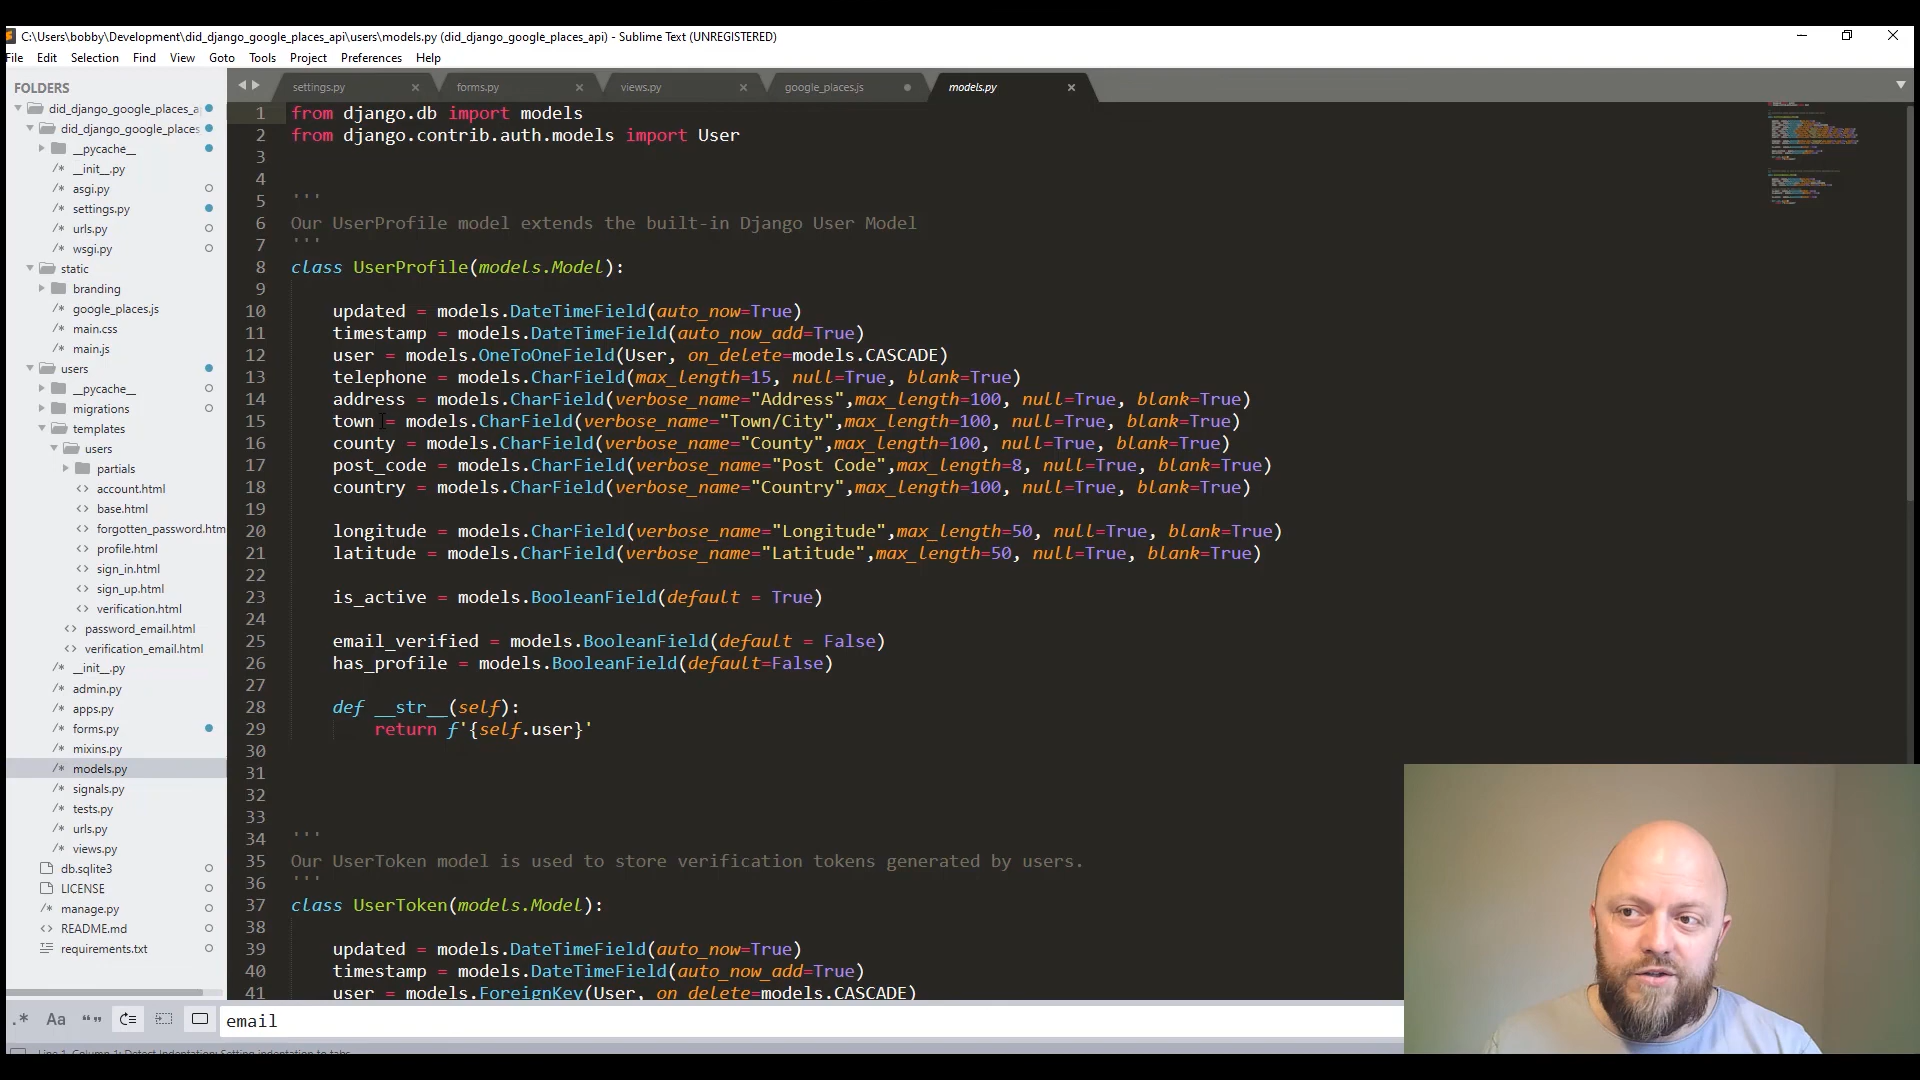 C:\Users\bobby\Development\did_django_google_places_api\users\models.py (did_django_google_places_api) - Sublime Text (UNREGISTERED)
File Edit Selection Find View Goto Tools Project Preferences Help
FOLDERS
did_django_google_places_a
did_django_google_places
__pycache__
__init__.py
asgi.py
settings.py
urls.py
wsgi.py
static
branding
google_places.js
main.css
main.js
users
__pycache__
migrations
templates
users
partials
account.html
base.html
forgotten_password.htm
profile.html
sign_in.html
sign_up.html
verification.html
password_email.html
verification_email.html
__init__.py
admin.py
apps.py
forms.py
mixins.py
models.py
signals.py
tests.py
urls.py
views.py
db.sqlite3
LICENSE
manage.py
README.md
requirements.txt
settings.py forms.py views.py google_places.js models.py
1 from django.db import models
2 from django.contrib.auth.models import User
3
4
5 '''
6 Our UserProfile model extends the built-in Django User Model
7 '''
8 class UserProfile(models.Model):
9
10 updated = models.DateTimeField(auto_now=True)
11 timestamp = models.DateTimeField(auto_now_add=True)
12 user = models.OneToOneField(User, on_delete=models.CASCADE)
13 telephone = models.CharField(max_length=15, null=True, blank=True)
14 address = models.CharField(verbose_name="Address",max_length=100, null=True, blank=True)
15 town = models.CharField(verbose_name="Town/City",max_length=100, null=True, blank=True)
16 county = models.CharField(verbose_name="County",max_length=100, null=True, blank=True)
17 post_code = models.CharField(verbose_name="Post Code",max_length=8, null=True, blank=True)
18 country = models.CharField(verbose_name="Country",max_length=100, null=True, blank=True)
19
20 longitude = models.CharField(verbose_name="Longitude",max_length=50, null=True, blank=True)
21 latitude = models.CharField(verbose_name="Latitude",max_length=50, null=True, blank=True)
22
23 is_active = models.BooleanField(default = True)
24
25 email_verified = models.BooleanField(default = False)
26 has_profile = models.BooleanField(default=False)
27
28 def __str__(self):
29 return f'{self.user}'
30
31
32
33
34 '''
35 Our UserToken model is used to store verification tokens generated by users.
36 '''
37 class UserToken(models.Model):
38
39 updated = models.DateTimeField(auto_now=True)
40 timestamp = models.DateTimeField(auto_now_add=True)
41 user = models.ForeignKey(User, on_delete=models.CASCADE)
.* Aa “” email
Line 1, Column 1; Detect Indentation: Setting indentation to tabs